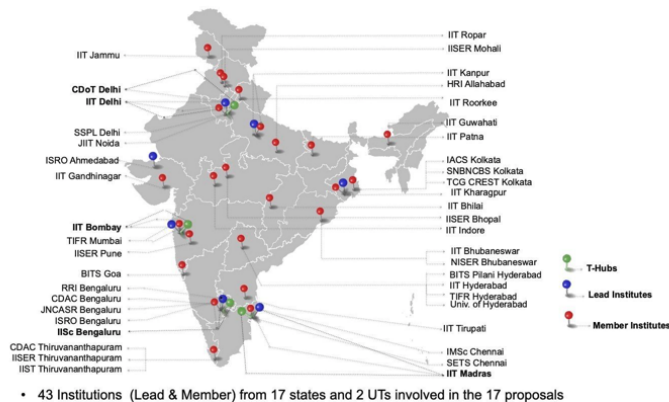 IIT Jammu
CDoT Delhi
IIT Delhi
SSPL Delhi
JIIT Noida
ISRO Ahmedabad
IIT Gandhinagar
IIT Bombay
TIFR Mumbai
IISER Pune
BITS Goa
RRI Bengaluru
CDAC Bengaluru
JNCASR Bengaluru
ISRO Bengaluru
IISc Bengaluru
CDAC Thiruvananthapuram
IISER Thiruvananthapuram
IIST Thiruvananthapuram
IIT Ropar
IISER Mohali
IIT Kanpur
HRI Allahabad
IIT Roorkee
IIT Guwahati
IIT Patna
IACS Kolkata
SNBNCBS Kolkata
TCG CREST Kolkata
IIT Kharagpur
IIT Bhilai
IISER Bhopal
IIT Indore
IIT Bhubaneswar
NISER Bhubaneswar
BITS Pilani Hyderabad
IIT Hyderabad
TIFR Hyderabad
Univ. of Hyderabad
IIT Tirupati
IMSc Chennai
SETS Chennai
IIT Madras
T-Hubs
Lead Institutes
Member Institutes
• 43 Institutions (Lead & Member) from 17 states and 2 UTs involved in the 17 proposals